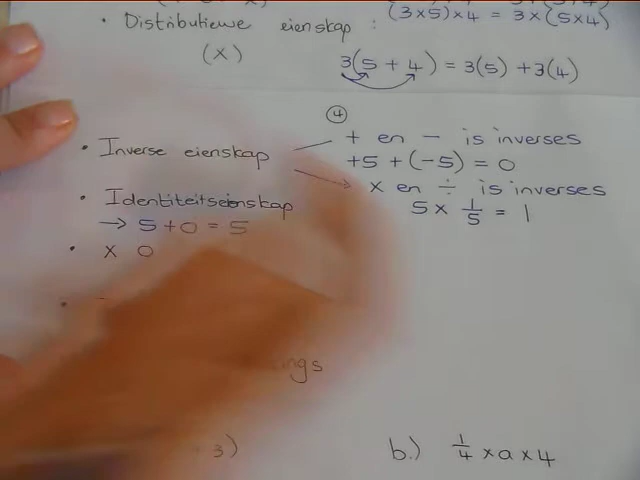 (3×5)×4 = 3×(5×4)
• Distributiewe eienskap :
(X)
3(5 + 4) = 3(5) + 3(4)
④
• Inverse eienskap
+ en − is inverses
+5 + (−5) = 0
× en ÷ is inverses
5 × 1/5 = 1
• Identiteitseienskap
→ 5 + 0 = 5
• × 0
3)
b.) 1/4 × a × 4